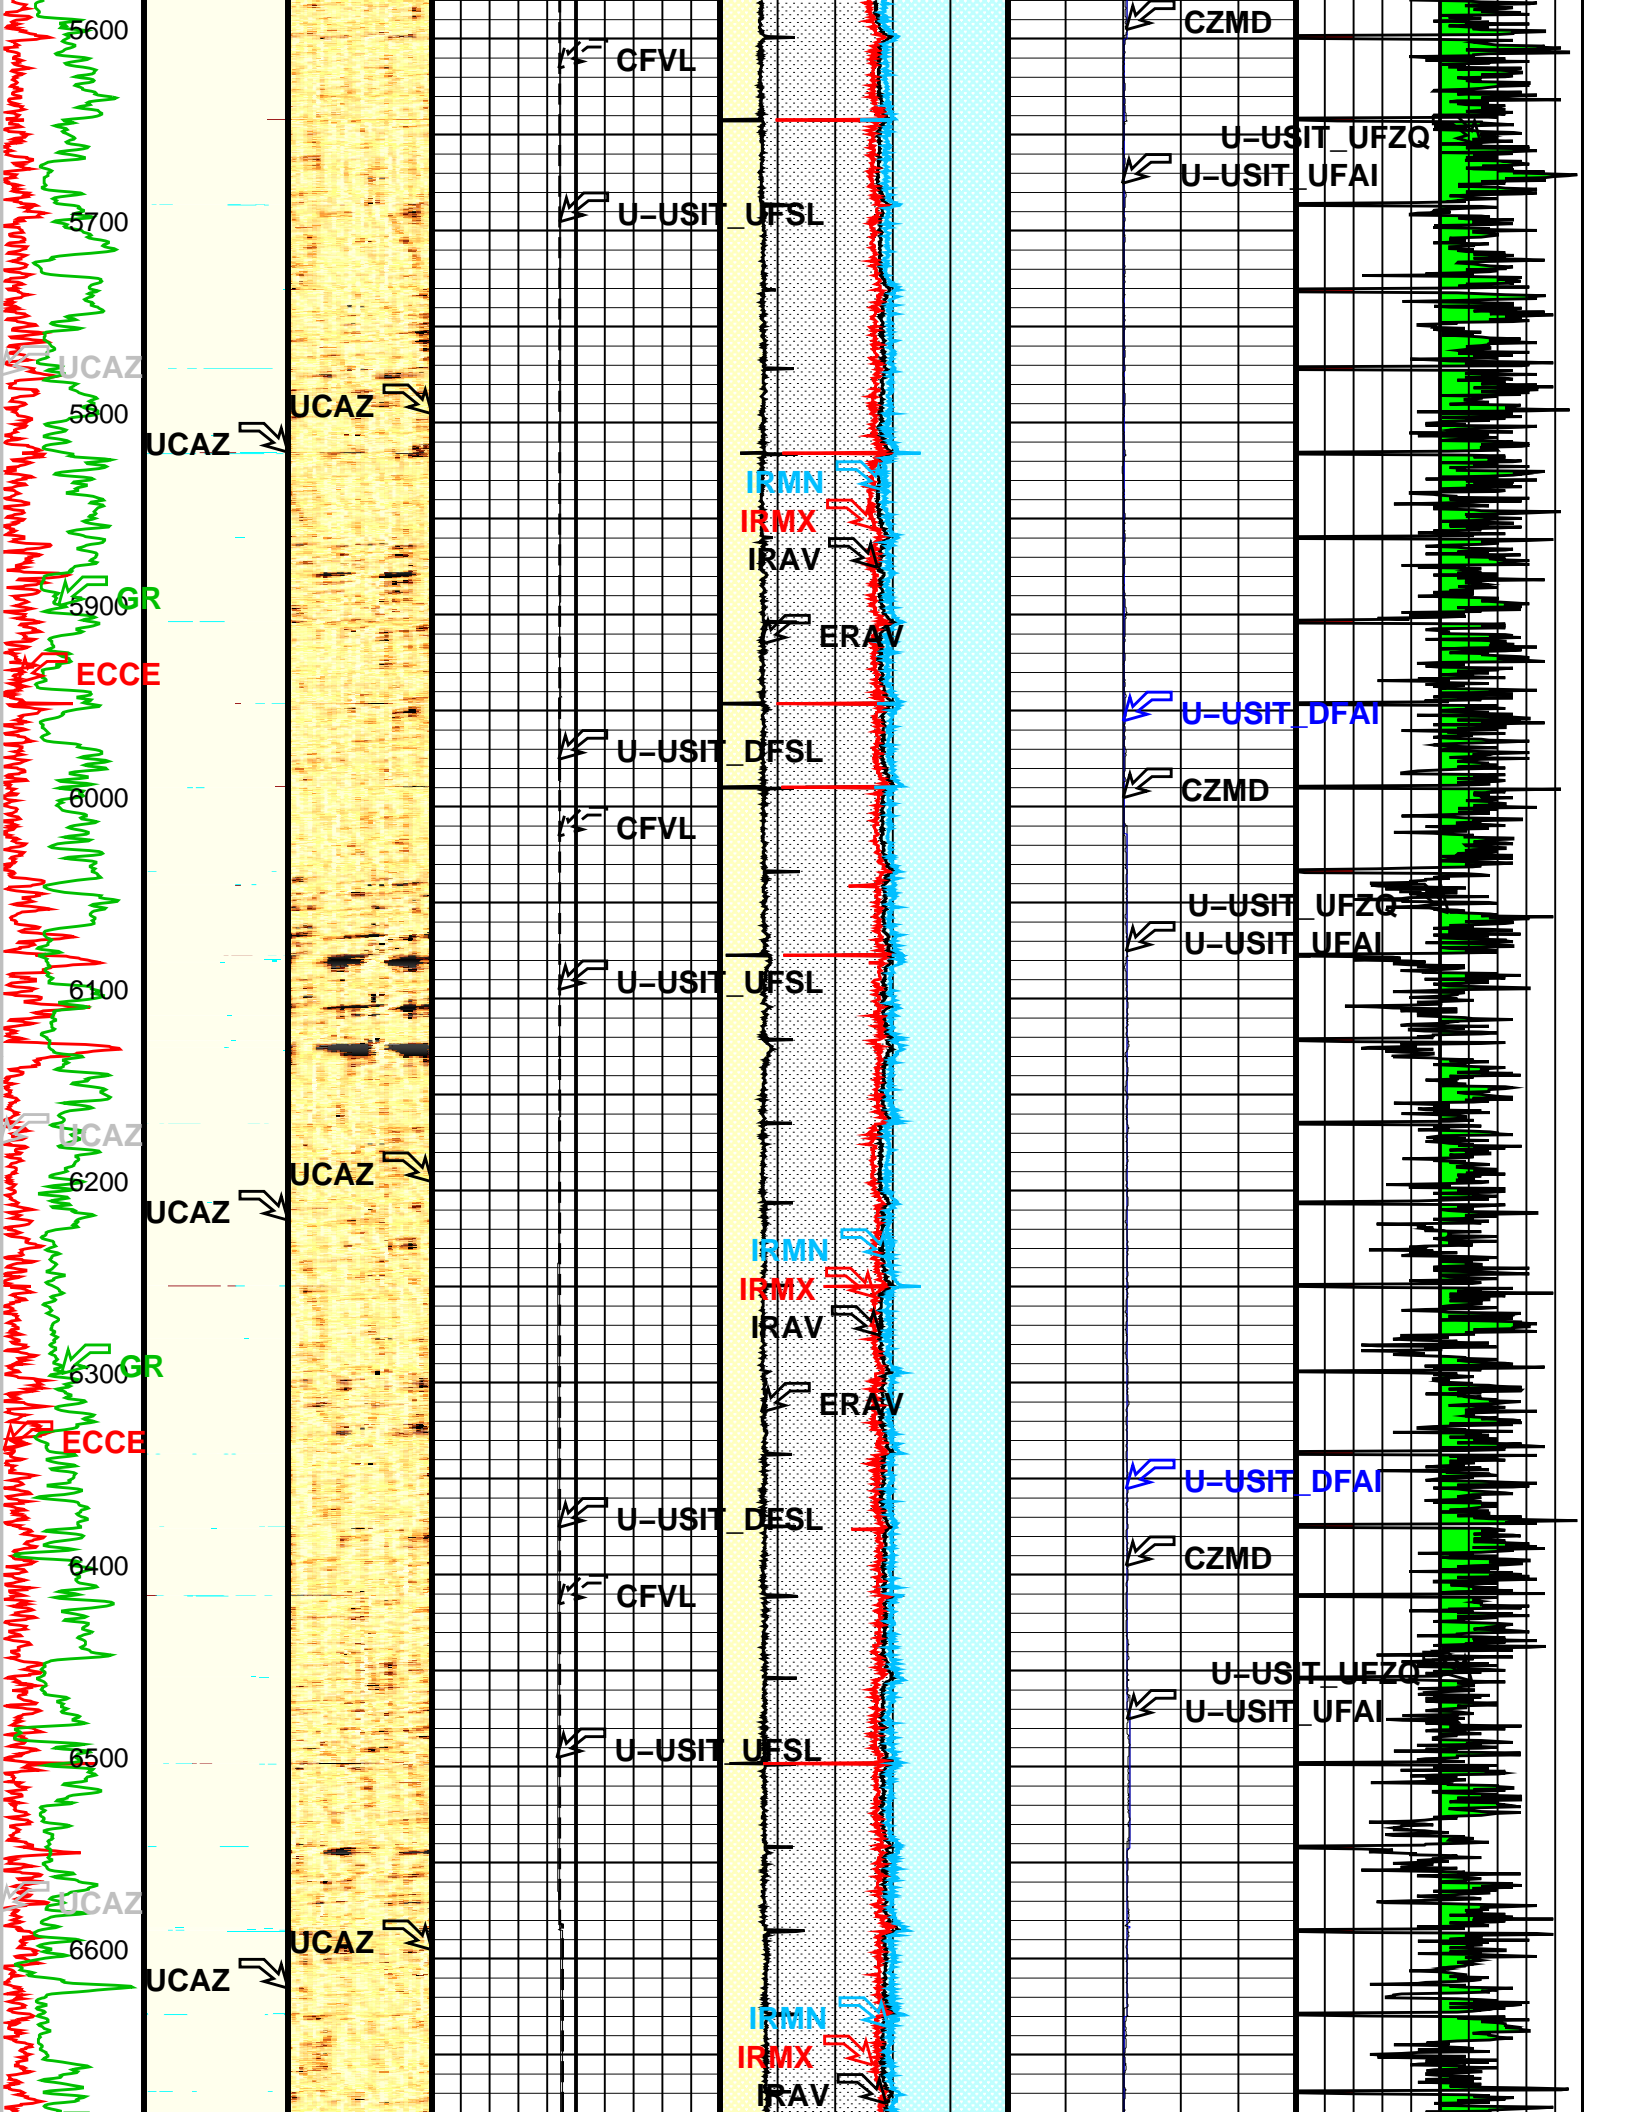 CZMD
5600
CFVL
U–USIT_UFZQ
U–USIT_UFAI
5700
U–USIT_UFSL
UCAZ
UCAZ
5800
UCAZ
IRMN
IRMX
IRAV
5900
GR
ERAV
ECCE
U–USIT_DFAI
U–USIT_DFSL
CZMD
6000
CFVL
U–USIT_UFZQ
U–USIT_UFAI
U–USIT_UFSL
6100
UCAZ
UCAZ
6200
UCAZ
IRMN
IRMX
IRAV
6300
GR
ERAV
ECCE
U–USIT_DFAI
U–USIT_DFSL
CZMD
6400
CFVL
U–USIT_UFZQ
U–USIT_UFAI
U–USIT_UFSL
6500
UCAZ
UCAZ
6600
UCAZ
IRMN
IRMX
IRAV